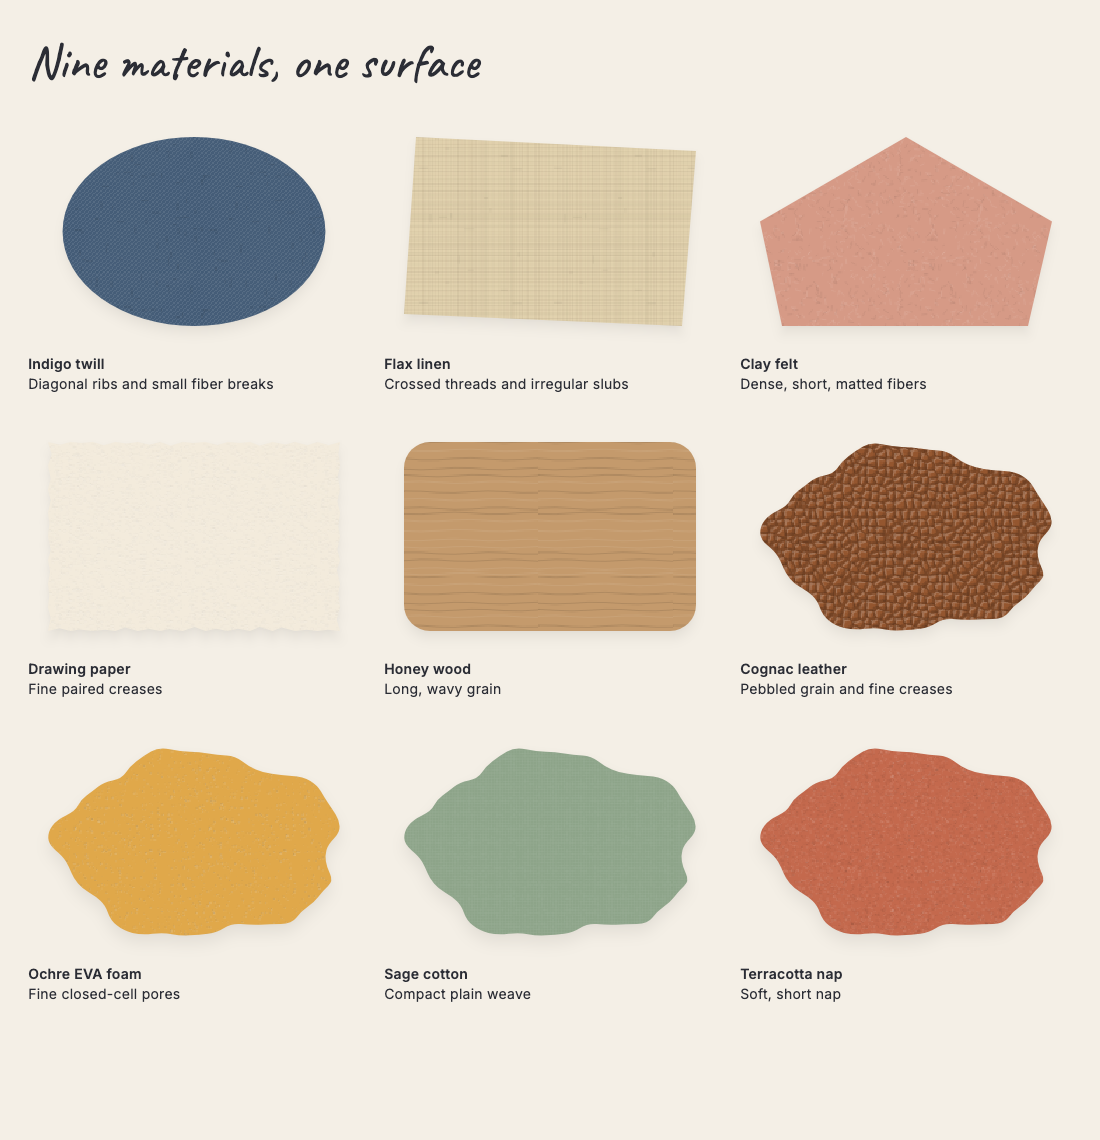 Nine materials, one surface
Indigo twill
Diagonal ribs and small fiber breaks
Flax linen
Crossed threads and irregular slubs
Clay felt
Dense, short, matted fibers
Drawing paper
Fine paired creases
Honey wood
Long, wavy grain
Cognac leather
Pebbled grain and fine creases
Ochre EVA foam
Fine closed-cell pores
Sage cotton
Compact plain weave
Terracotta nap
Soft, short nap